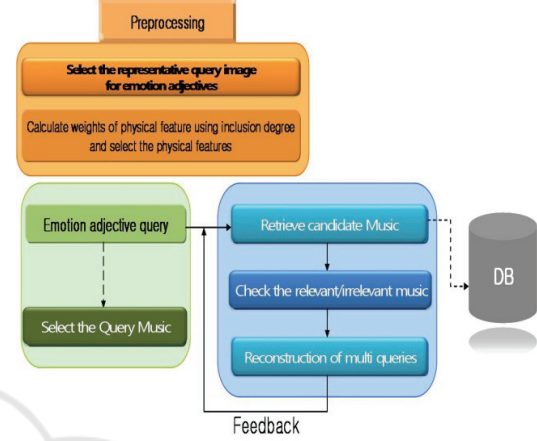 Preprocessing
Select the representative query image
for emotion adjectives
Calculate weights of physical feature using inclusion degree
and select the physical features
Emotion adjective query
Select the Query Music
Retrieve candidate Music
Check the relevant/irrelevant music
Reconstruction of multi queries
DB
Feedback